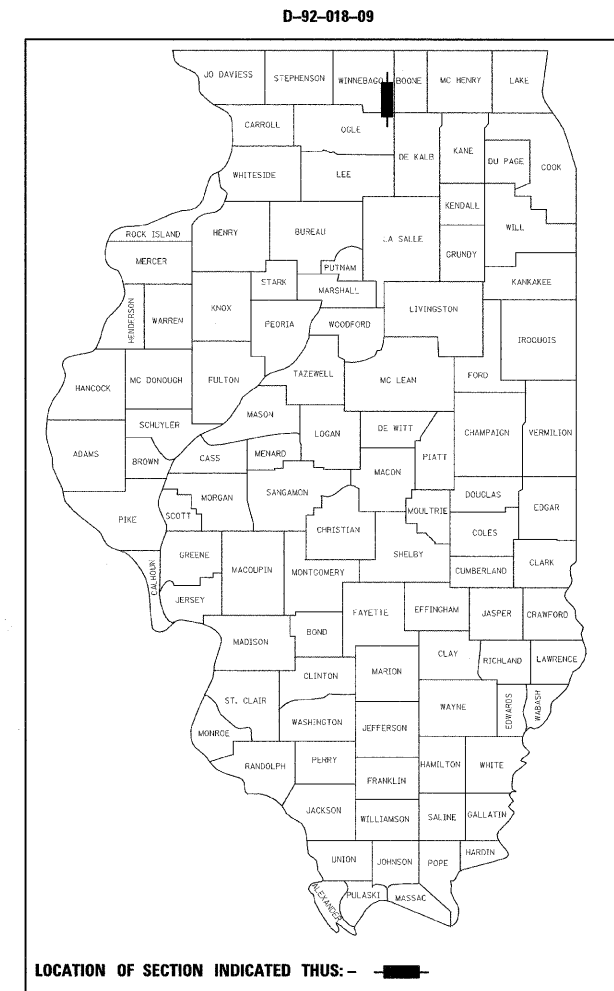 D-92-018-09
JO DAVIESS STEPHENSON WINNEBAGO BOONE MC HENRY LAKE
CARROLL OGLE DE KALB KANE DU PAGE COOK
WHITESIDE LEE
KENDALL
ROCK ISLAND HENRY BUREAU LA SALLE WILL
MERCER PUTNAM GRUNDY
STARK MARSHALL KANKAKEE
HENDERSON WARREN KNOX PEORIA WOODFORD LIVINGSTON IROQUOIS
HANCOCK MC DONOUGH FULTON TAZEWELL MC LEAN FORD
MASON
SCHUYLER LOGAN DE WITT CHAMPAIGN VERMILION
ADAMS BROWN CASS MENARD MACON PIATT
MORGAN SANGAMON DOUGLAS
PIKE SCOTT CHRISTIAN MOULTRIE EDGAR
COLES
GREENE SHELBY
CALHOUN MACOUPIN MONTGOMERY CUMBERLAND CLARK
JERSEY FAYETTE EFFINGHAM JASPER CRAWFORD
MADISON BOND
CLAY RICHLAND LAWRENCE
CLINTON MARION
ST. CLAIR WAYNE EDWARDS WABASH
WASHINGTON JEFFERSON
MONROE
RANDOLPH PERRY HAMILTON WHITE
FRANKLIN
JACKSON WILLIAMSON SALINE GALLATIN
UNION JOHNSON POPE HARDIN
ALEXANDER PULASKI MASSAC
LOCATION OF SECTION INDICATED THUS: -